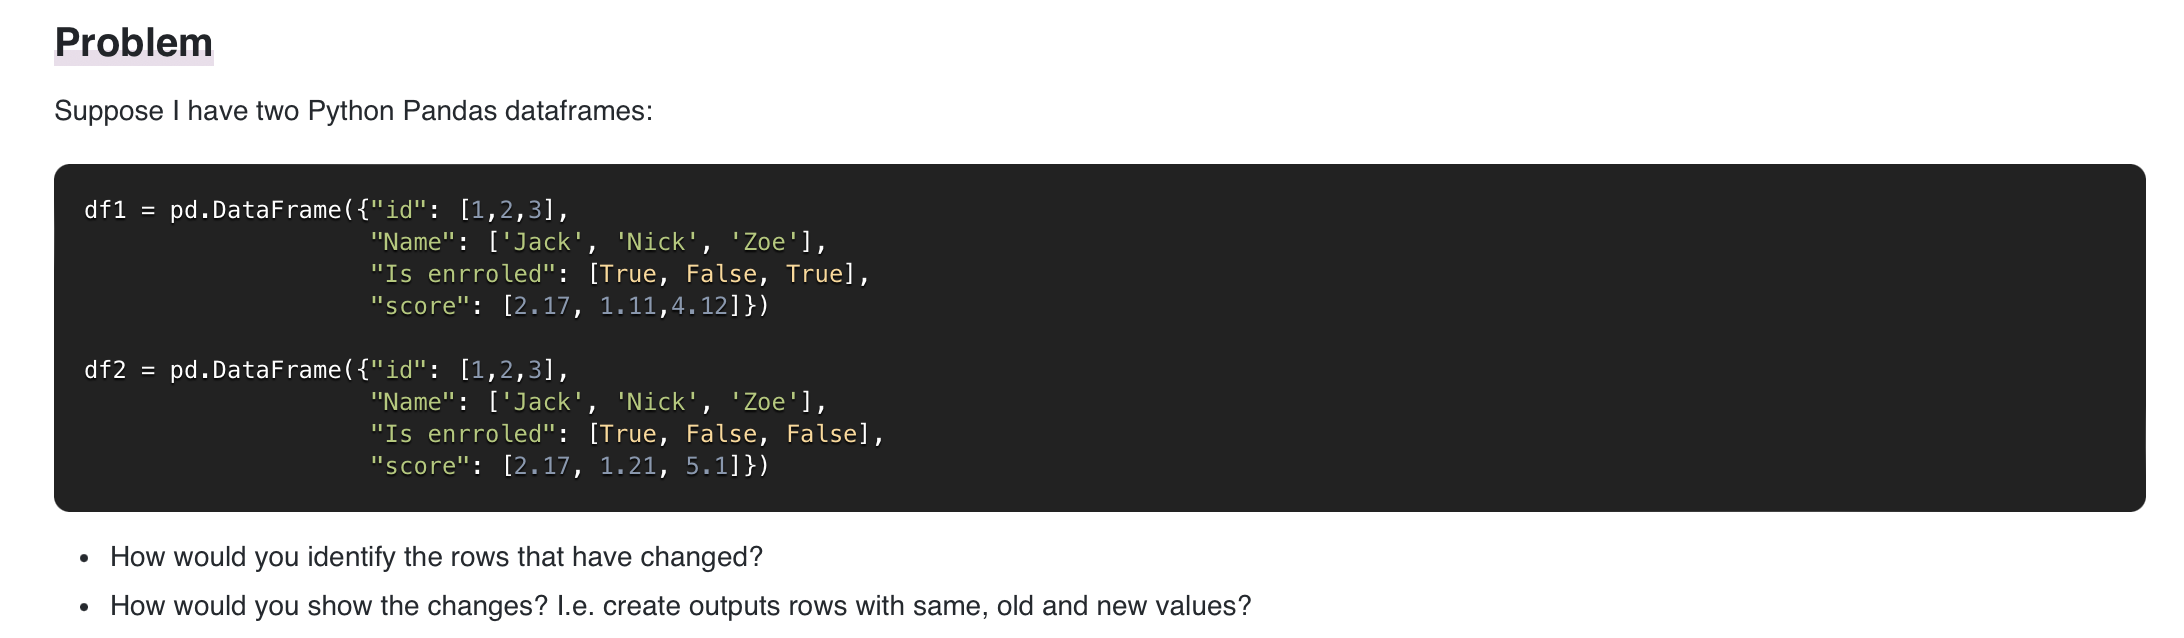 Problem
Suppose I have two Python Pandas dataframes:
df1 = pd.DataFrame({"id": [1,2,3],
                    "Name": ['Jack', 'Nick', 'Zoe'],
                    "Is enrroled": [True, False, True],
                    "score": [2.17, 1.11,4.12]})
df2 = pd.DataFrame({"id": [1,2,3],
                    "Name": ['Jack', 'Nick', 'Zoe'],
                    "Is enrroled": [True, False, False],
                    "score": [2.17, 1.21, 5.1]})
• How would you identify the rows that have changed?
• How would you show the changes? I.e. create outputs rows with same, old and new values?